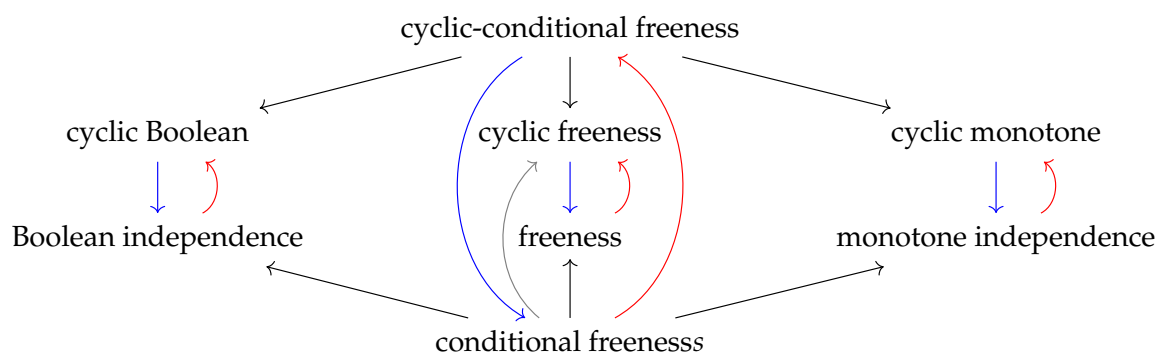 cyclic-conditional freeness
cyclic Boolean cyclic freeness cyclic monotone
Boolean independence freeness monotone independence
conditional freenesss